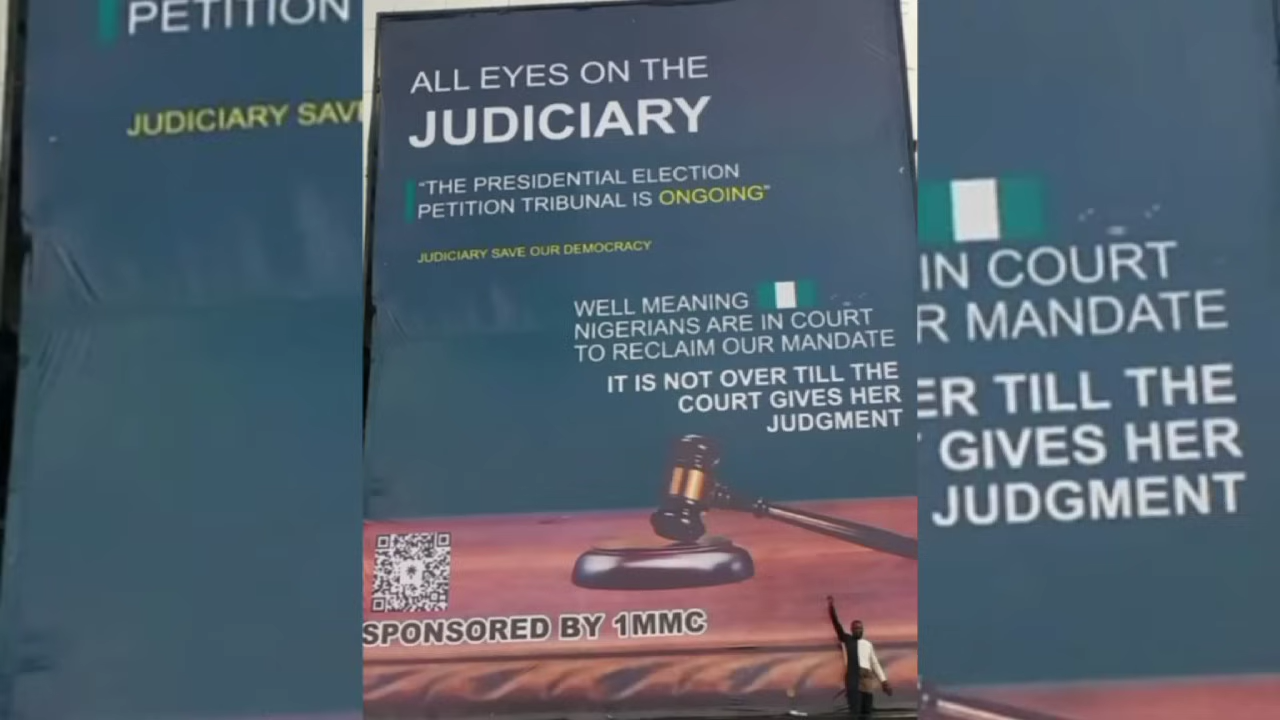 PETITION
JUDICIARY SAV
ALL EYES ON THE
JUDICIARY
"THE PRESIDENTIAL ELECTION
PETITION TRIBUNAL IS ONGOING"
JUDICIARY SAVE OUR DEMOCRACY
WELL MEANING
NIGERIANS ARE IN COURT
TO RECLAIM OUR MANDATE
IT IS NOT OVER TILL THE
COURT GIVES HER
JUDGMENT
SPONSORED BY 1MMC
IN COURT
R MANDATE
ER TILL THE
GIVES HER
JUDGMENT